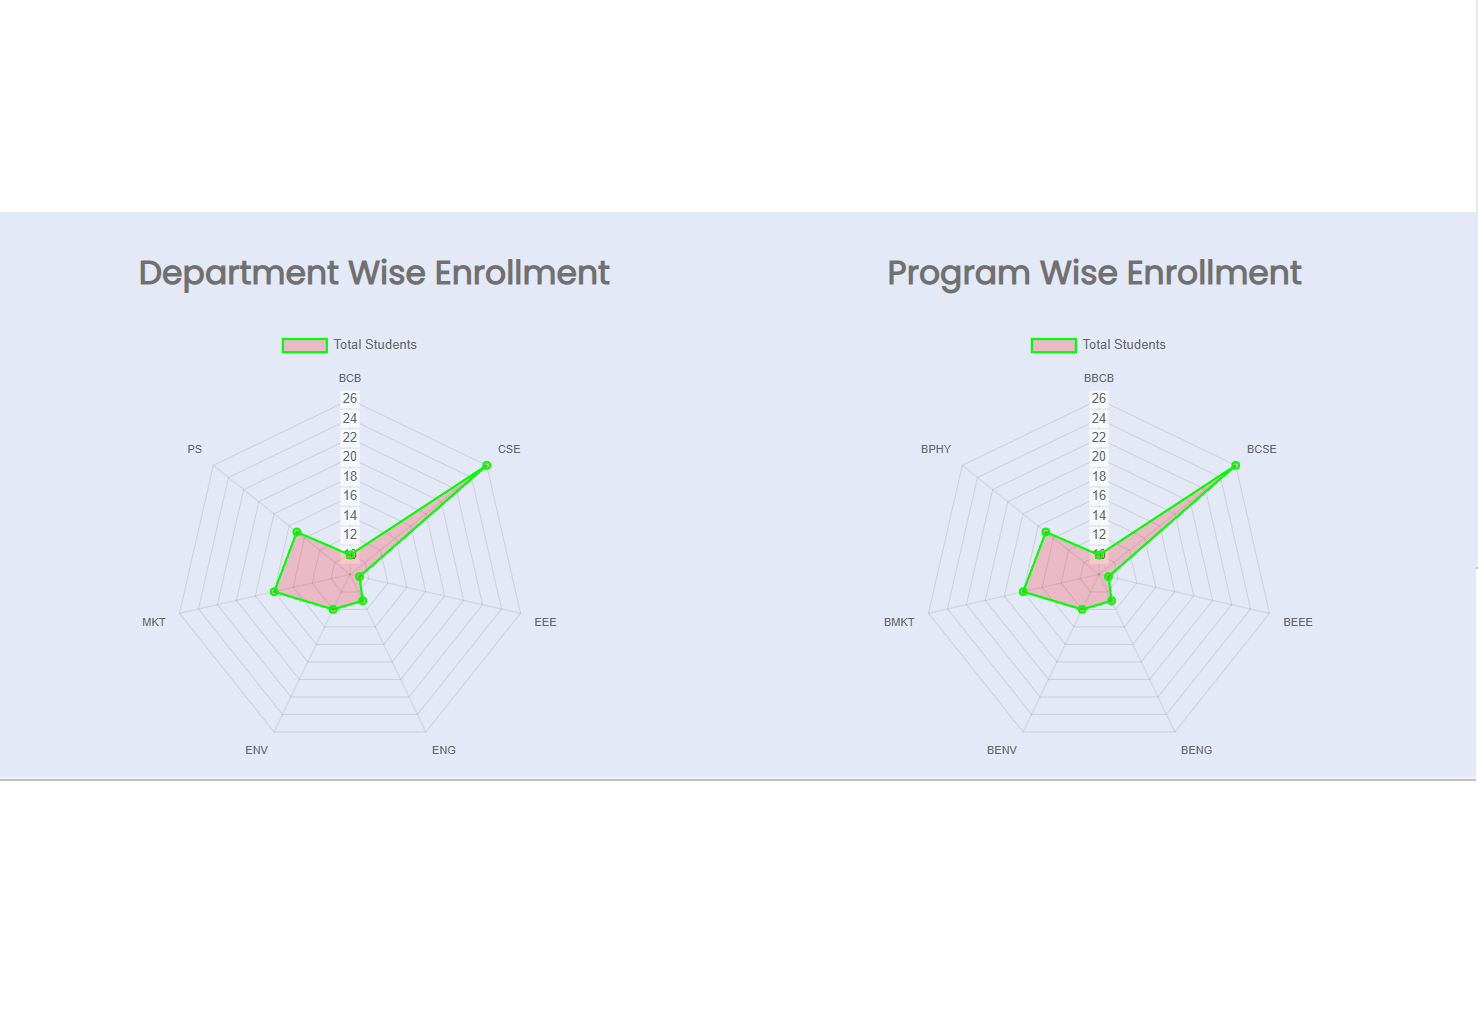 Department Wise Enrollment
Total Students
BCB
26
24
22
20
18
16
14
12
10
CSE
PS
EEE
MKT
ENG
ENV
Program Wise Enrollment
Total Students
BBCB
26
24
22
20
18
16
14
12
10
BCSE
BPHY
BEEE
BMKT
BENG
BENV